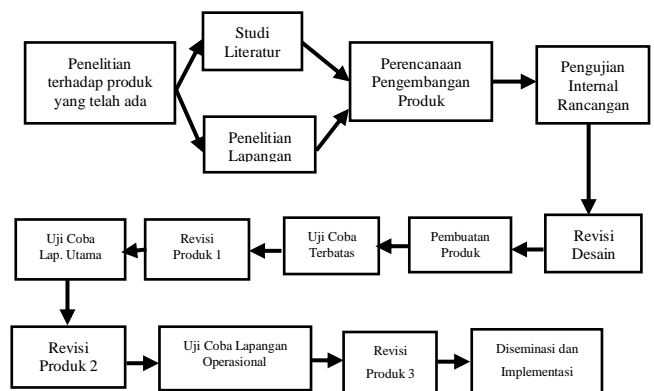 Penelitian
terhadap produk
yang telah ada
Studi
Literatur
Penelitian
Lapangan
Perencanaan
Pengembangan
Produk
Pengujian
Internal
Rancangan
Revisi
Desain
Pembuatan
Produk
Uji Coba
Terbatas
Revisi
Produk 1
Uji Coba
Lap. Utama
Revisi
Produk 2
Uji Coba Lapangan
Operasional
Revisi
Produk 3
Diseminasi dan
Implementasi